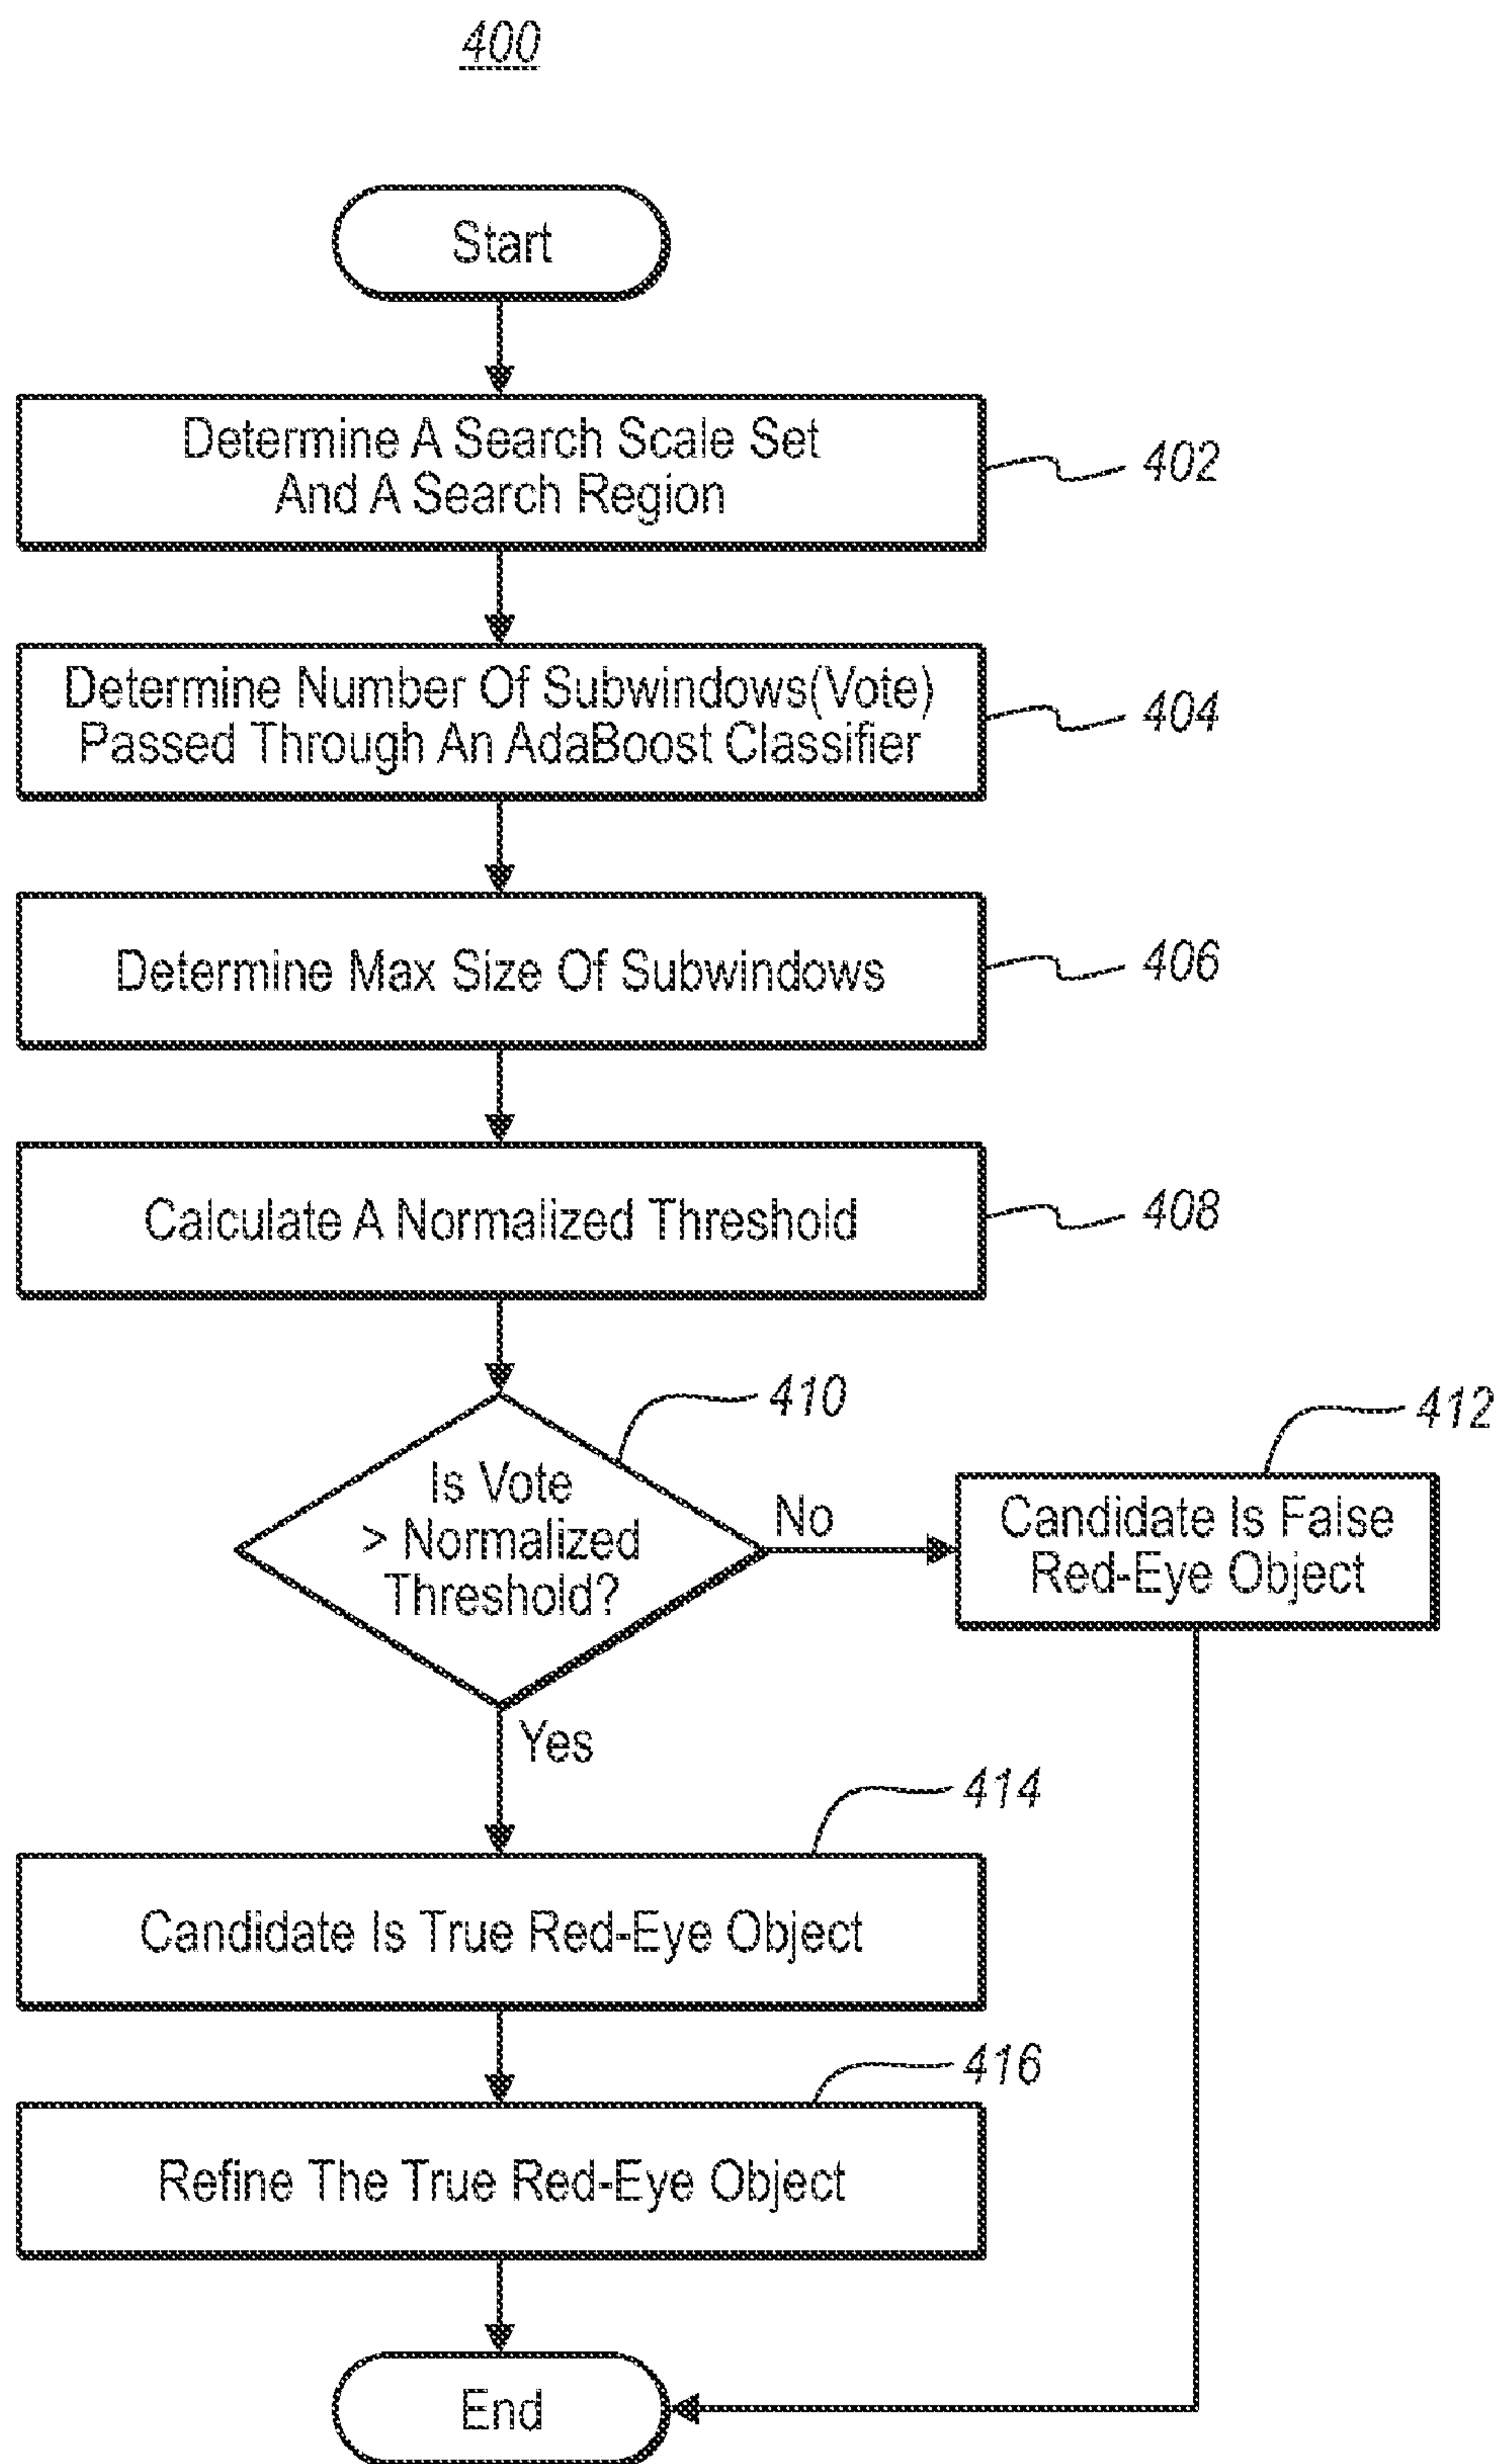 400
Start
Determine A Search Scale Set
And A Search Region
402
Determine Number Of Subwindows(Vote)
Passed Through An AdaBoost Classifier
404
Determine Max Size Of Subwindows
406
Calculate A Normalized Threshold
408
410
Is Vote
> Normalized
Threshold?
No
412
Candidate Is False
Red-Eye Object
Yes
414
Candidate Is True Red-Eye Object
416
Refine The True Red-Eye Object
End